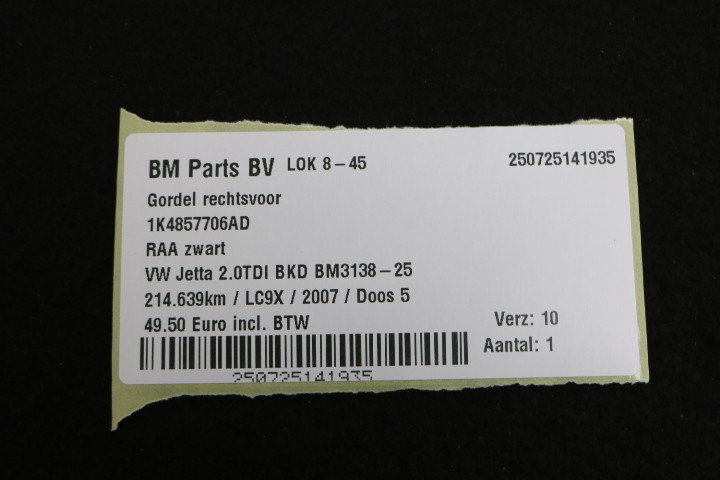 BM Parts BV LOK 8-45 250725141935
Gordel rechtsvoor
1K4857706AD
RAA zwart
VW Jetta 2.0TDI BKD BM3138-25
214.639km / LC9X / 2007 / Doos 5
49.50 Euro incl. BTW Verz: 10
Aantal: 1
250725141935